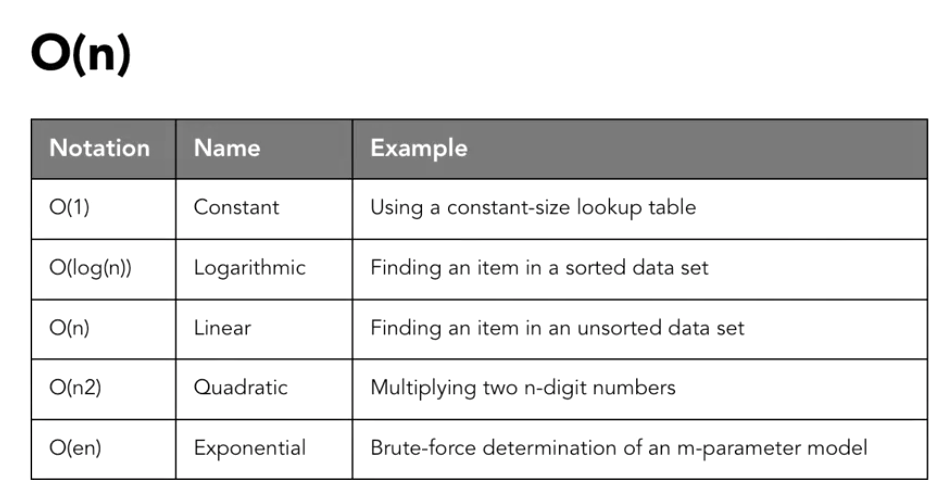 O(n)
Notation Name Example
O(1) Constant Using a constant-size lookup table
O(log(n)) Logarithmic Finding an item in a sorted data set
O(n) Linear Finding an item in an unsorted data set
O(n2) Quadratic Multiplying two n-digit numbers
O(en) Exponential Brute-force determination of an m-parameter model